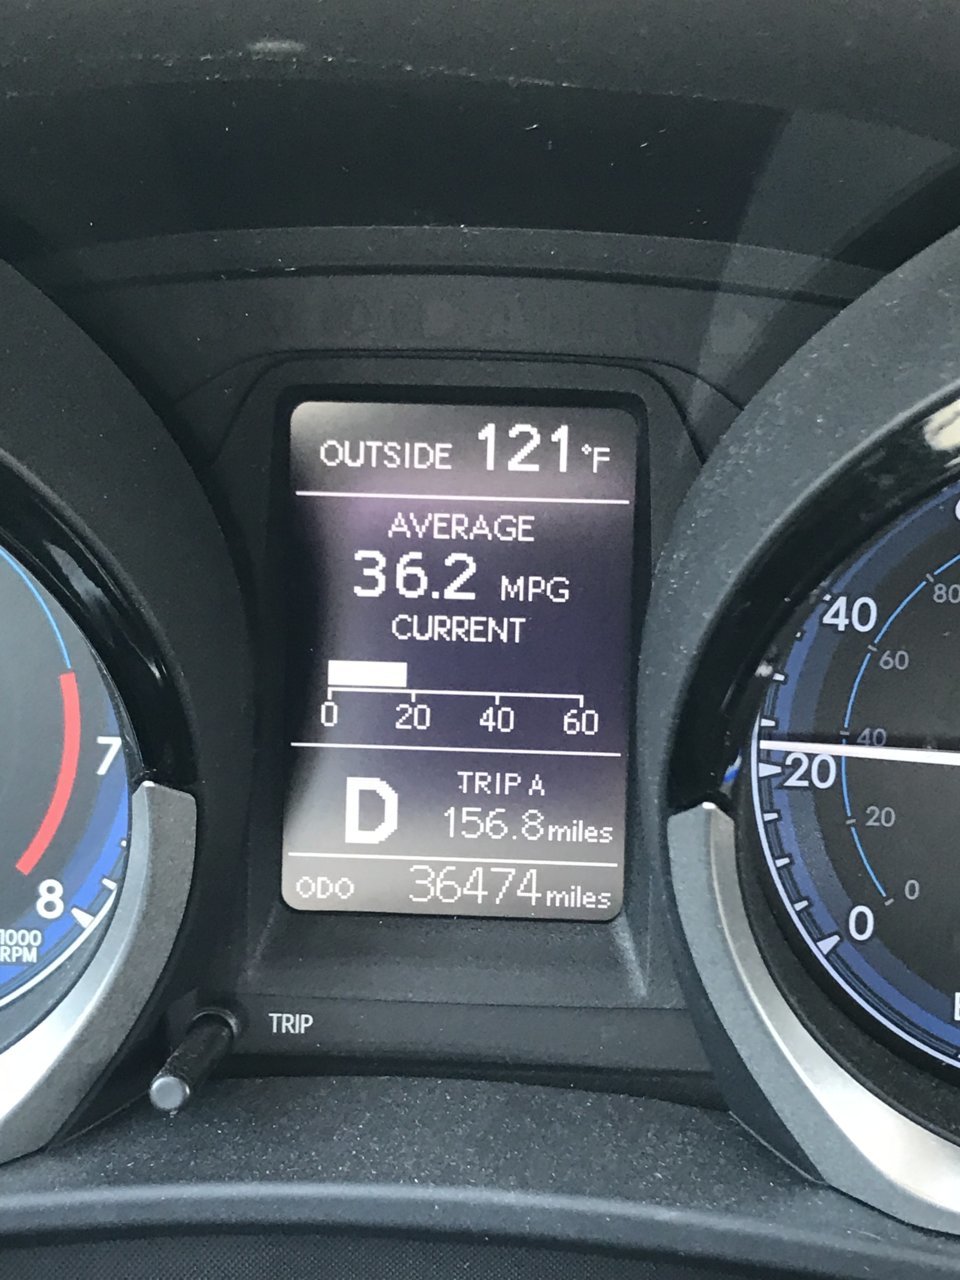 OUTSIDE 121°F
AVERAGE
36.2 MPG
CURRENT
0 20 40 60
D
TRIP A
156.8 miles
ODO 36474 miles
TRIP
7
8
1000
RPM
80
40
60
40
20
20
0
0